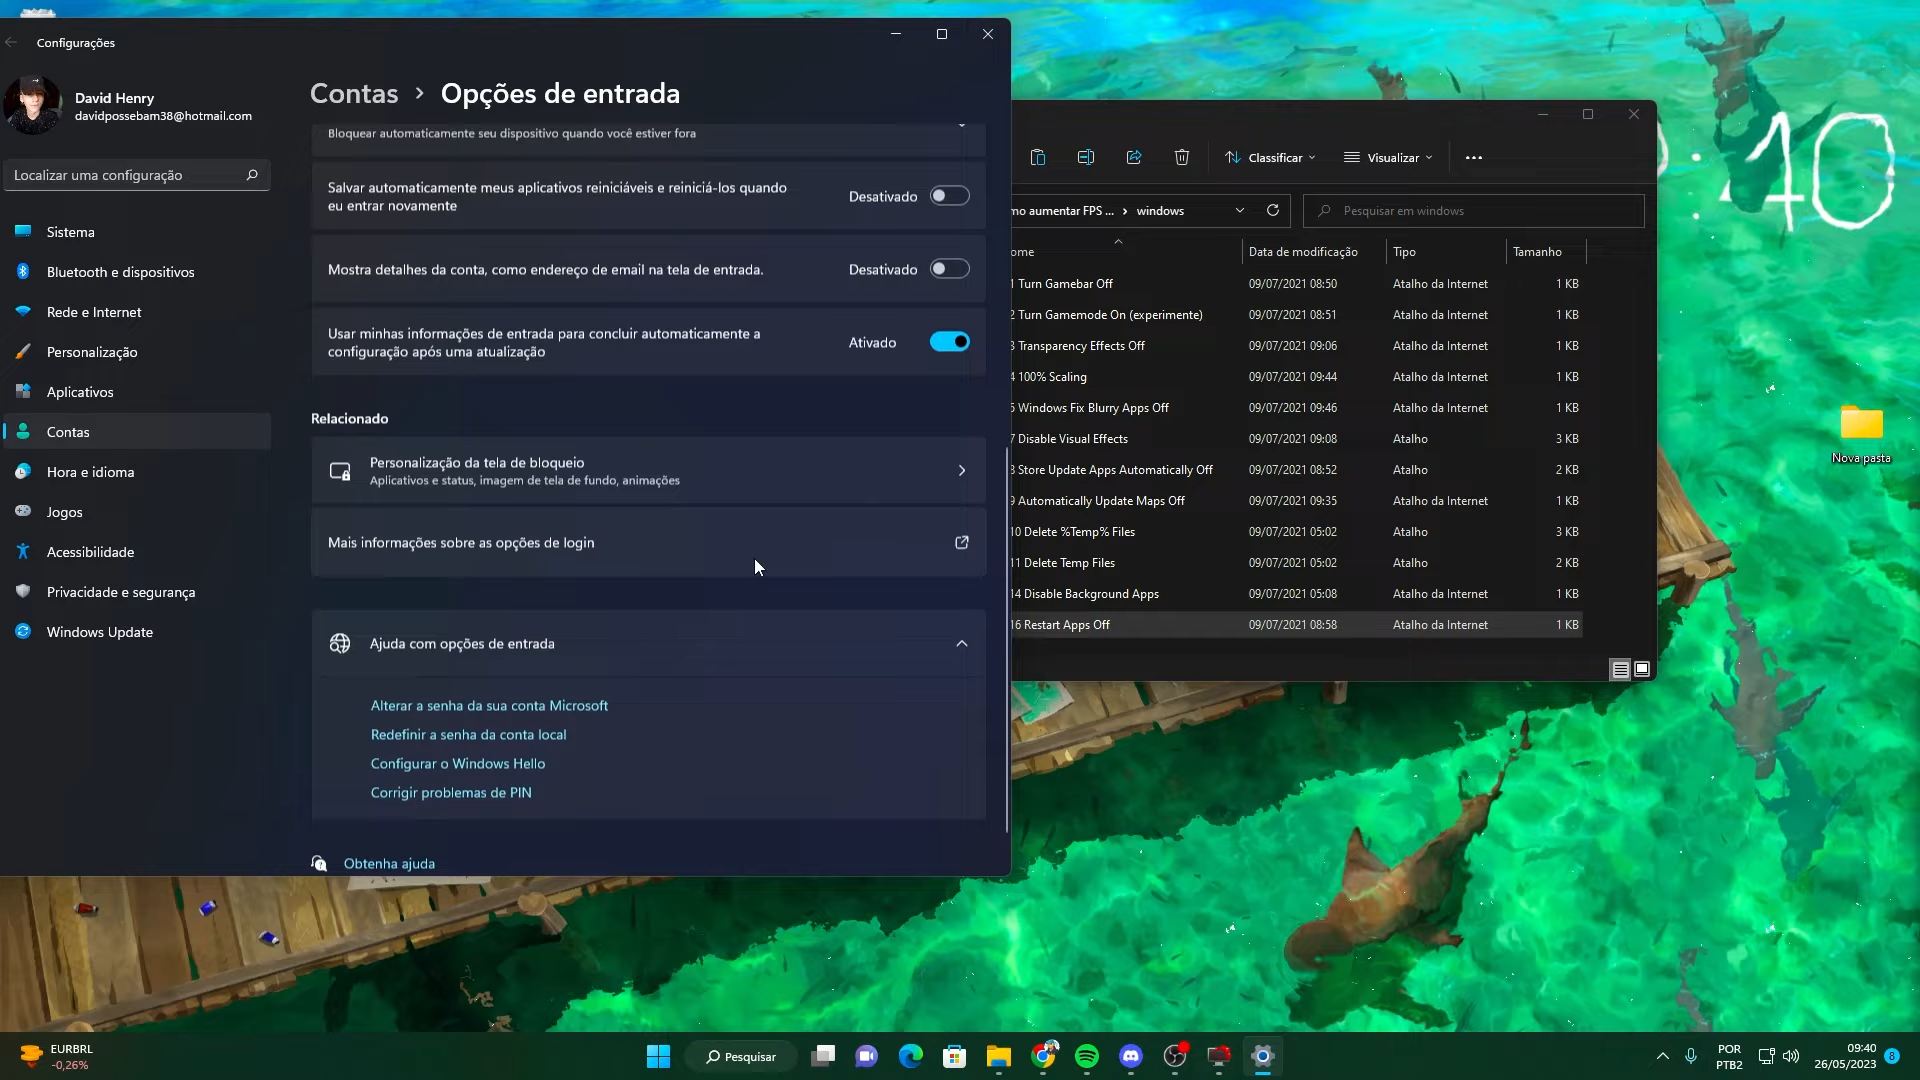 Configurações
David Henry
davidpossebam38@hotmail.com
Localizar uma configuração
Sistema
Bluetooth e dispositivos
Rede e Internet
Personalização
Aplicativos
Contas
Hora e idioma
Jogos
Acessibilidade
Privacidade e segurança
Windows Update
Contas › Opções de entrada
Bloquear automaticamente seu dispositivo quando você estiver fora
Salvar automaticamente meus aplicativos reiniciáveis e reiniciá-los quando
eu entrar novamente
Desativado
Mostra detalhes da conta, como endereço de email na tela de entrada.
Desativado
Usar minhas informações de entrada para concluir automaticamente a
configuração após uma atualização
Ativado
Relacionado
Personalização da tela de bloqueio
Aplicativos e status, imagem de tela de fundo, animações
Mais informações sobre as opções de login
Ajuda com opções de entrada
Alterar a senha da sua conta Microsoft
Redefinir a senha da conta local
Configurar o Windows Hello
Corrigir problemas de PIN
Obtenha ajuda
Classificar
Visualizar
mo aumentar FPS ... › windows
Pesquisar em windows
ome Data de modificação Tipo Tamanho
1 Turn Gamebar Off 09/07/2021 08:50 Atalho da Internet 1 KB
2 Turn Gamemode On (experimente) 09/07/2021 08:51 Atalho da Internet 1 KB
3 Transparency Effects Off 09/07/2021 09:06 Atalho da Internet 1 KB
4 100% Scaling 09/07/2021 09:44 Atalho da Internet 1 KB
5 Windows Fix Blurry Apps Off 09/07/2021 09:46 Atalho da Internet 1 KB
7 Disable Visual Effects 09/07/2021 09:08 Atalho 3 KB
8 Store Update Apps Automatically Off 09/07/2021 08:52 Atalho 2 KB
9 Automatically Update Maps Off 09/07/2021 09:35 Atalho da Internet 1 KB
10 Delete %Temp% Files 09/07/2021 05:02 Atalho 3 KB
11 Delete Temp Files 09/07/2021 05:02 Atalho 2 KB
14 Disable Background Apps 09/07/2021 05:08 Atalho da Internet 1 KB
16 Restart Apps Off 09/07/2021 08:58 Atalho da Internet 1 KB
:40
Nova pasta
EURBRL
-0,26%
Pesquisar
POR
PTB2
09:40
26/05/2023
8